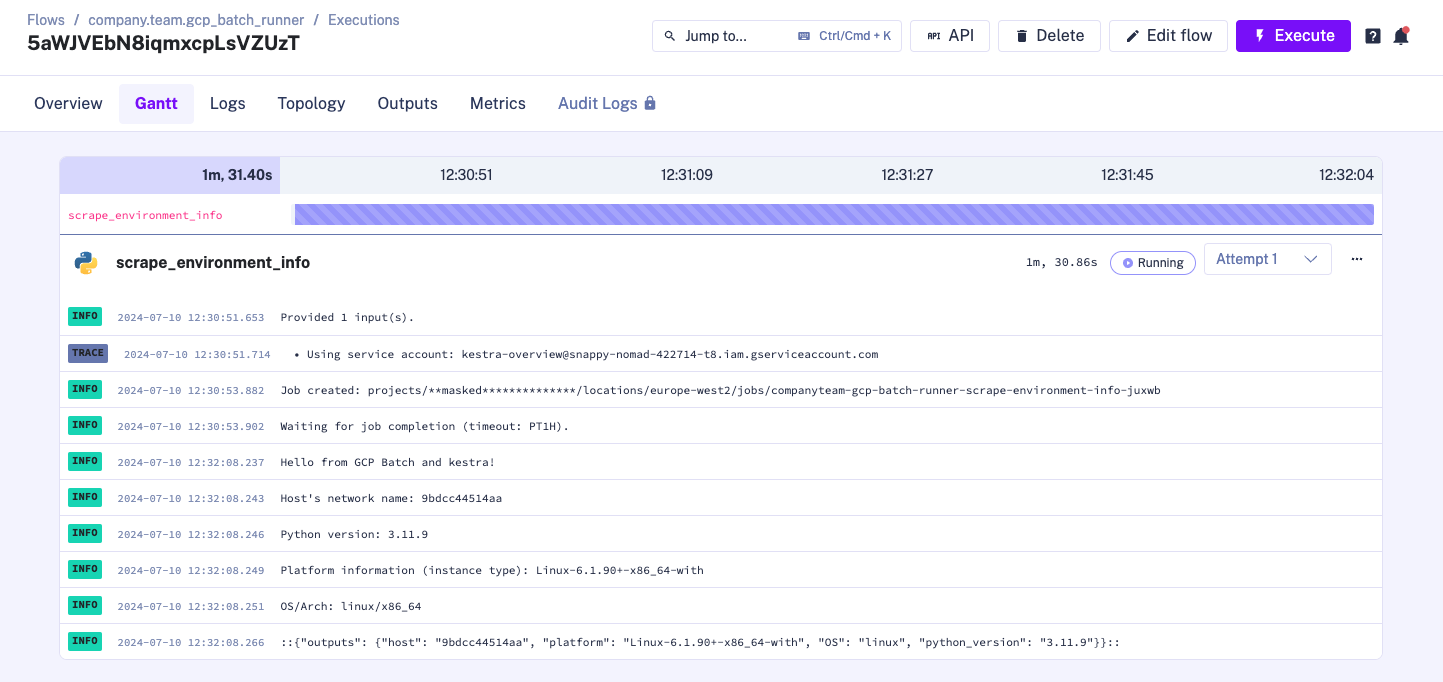 Flows / company.team.gcp_batch_runner / Executions
5aWJVEbN8iqmxcpLsVZUzT
Jump to... Ctrl/Cmd + K
API API
Delete
Edit flow
Execute
?
Overview Gantt Logs Topology Outputs Metrics Audit Logs
1m, 31.40s 12:30:51 12:31:09 12:31:27 12:31:45 12:32:04
scrape_environment_info
scrape_environment_info 1m, 30.86s Running Attempt 1 ...
INFO 2024-07-10 12:30:51.653 Provided 1 input(s).
TRACE 2024-07-10 12:30:51.714 • Using service account: kestra-overview@snappy-nomad-422714-t8.iam.gserviceaccount.com
INFO 2024-07-10 12:30:53.882 Job created: projects/**masked**************/locations/europe-west2/jobs/companyteam-gcp-batch-runner-scrape-environment-info-juxwb
INFO 2024-07-10 12:30:53.902 Waiting for job completion (timeout: PT1H).
INFO 2024-07-10 12:32:08.237 Hello from GCP Batch and kestra!
INFO 2024-07-10 12:32:08.243 Host's network name: 9bdcc44514aa
INFO 2024-07-10 12:32:08.246 Python version: 3.11.9
INFO 2024-07-10 12:32:08.249 Platform information (instance type): Linux-6.1.90+-x86_64-with
INFO 2024-07-10 12:32:08.251 OS/Arch: linux/x86_64
INFO 2024-07-10 12:32:08.266 ::{"outputs": {"host": "9bdcc44514aa", "platform": "Linux-6.1.90+-x86_64-with", "OS": "linux", "python_version": "3.11.9"}}::